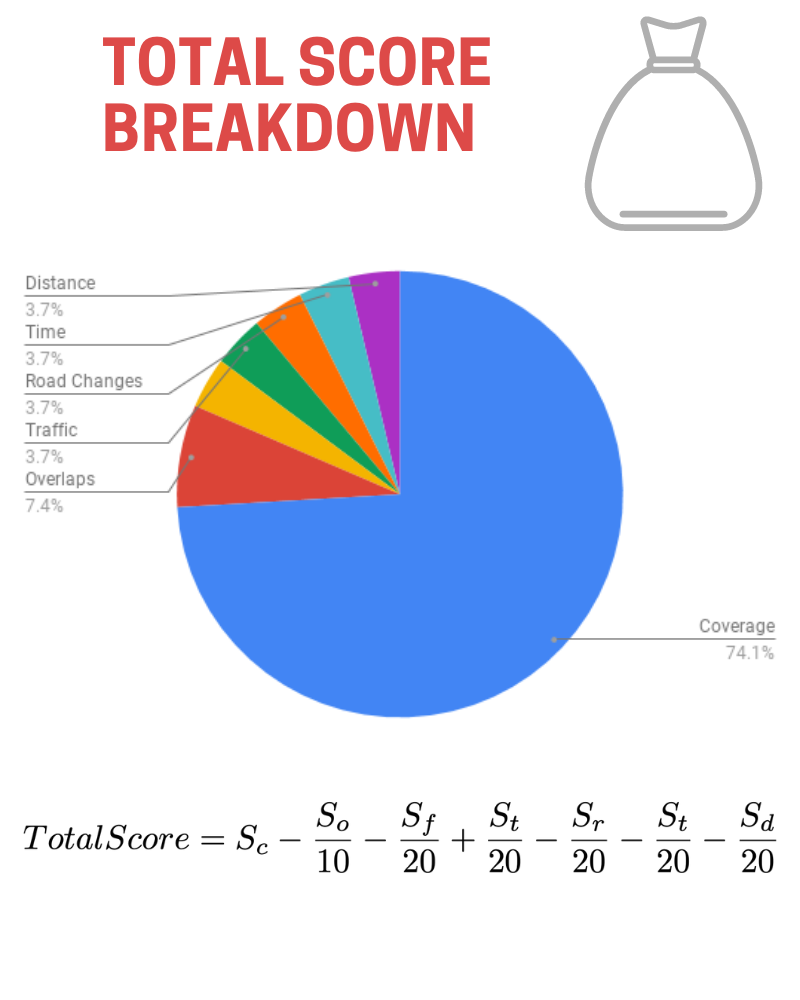 TOTAL SCORE
BREAKDOWN
Distance
3.7%
Time
3.7%
Road Changes
3.7%
Traffic
3.7%
Overlaps
7.4%
Coverage
74.1%
TotalScore = S_c − S_o/10 − S_f/20 + S_t/20 − S_r/20 − S_t/20 − S_d/20